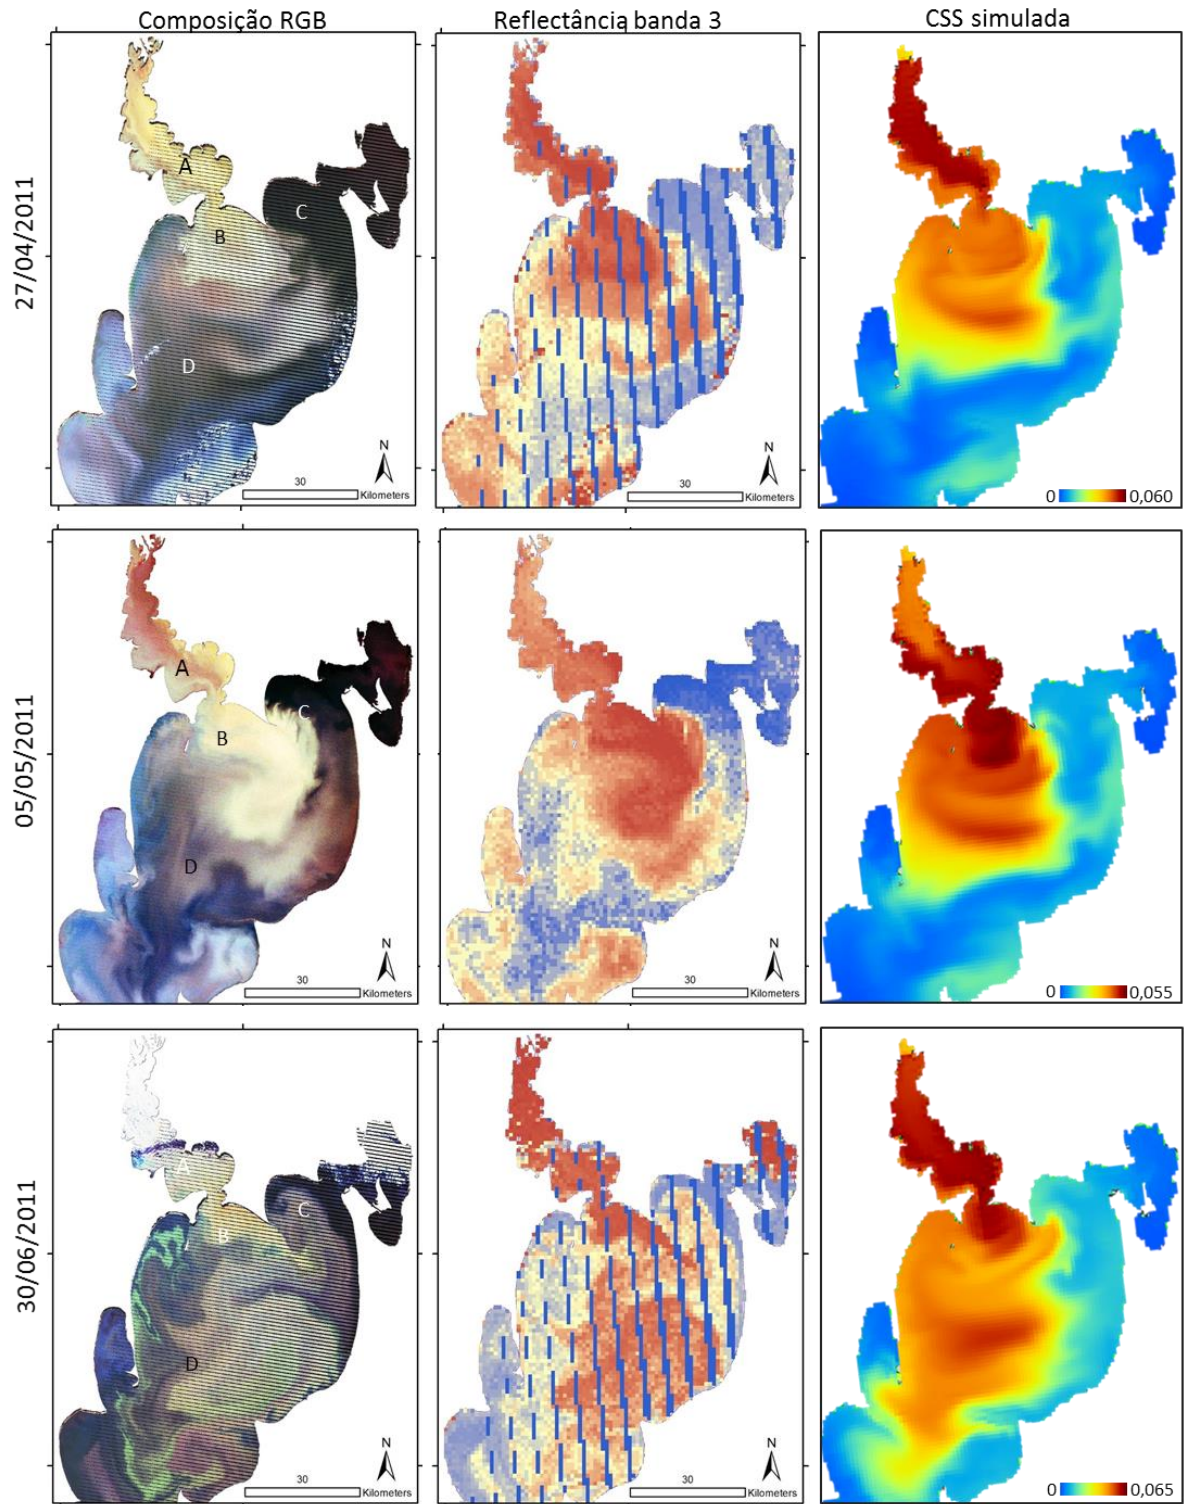 Composição RGB
Reflectância banda 3
CSS simulada
27/04/2011
A
B
C
D
N
30
Kilometers
N
30
Kilometers
0
0,060
05/05/2011
A
B
C
D
N
30
Kilometers
N
30
Kilometers
0
0,055
30/06/2011
A
B
C
D
N
30
Kilometers
N
30
Kilometers
0
0,065